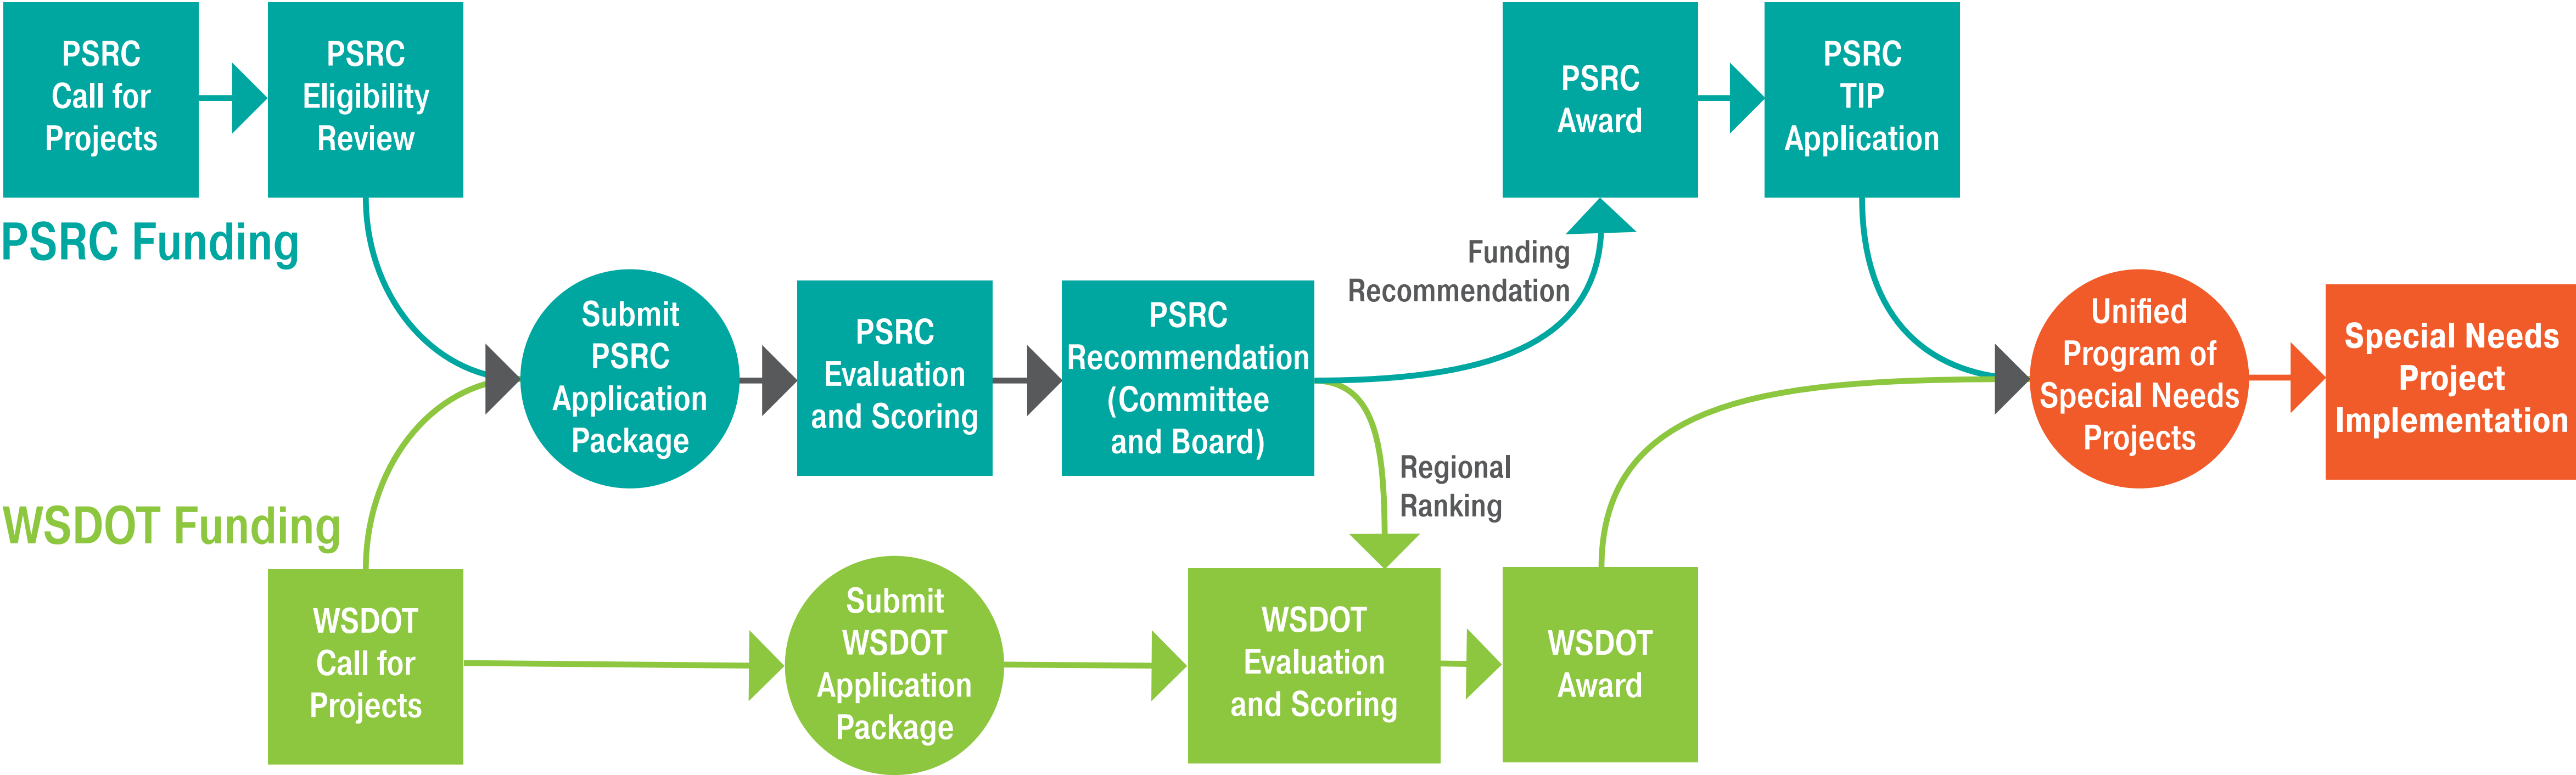 PSRC
Call for
Projects
PSRC
Eligibility
Review
PSRC Funding
Submit
PSRC
Application
Package
PSRC
Evaluation
and Scoring
PSRC
Recommendation
(Committee
and Board)
Funding
Recommendation
PSRC
Award
PSRC
TIP
Application
Regional
Ranking
WSDOT Funding
WSDOT
Call for
Projects
Submit
WSDOT
Application
Package
WSDOT
Evaluation
and Scoring
WSDOT
Award
Unified
Program of
Special Needs
Projects
Special Needs
Project
Implementation